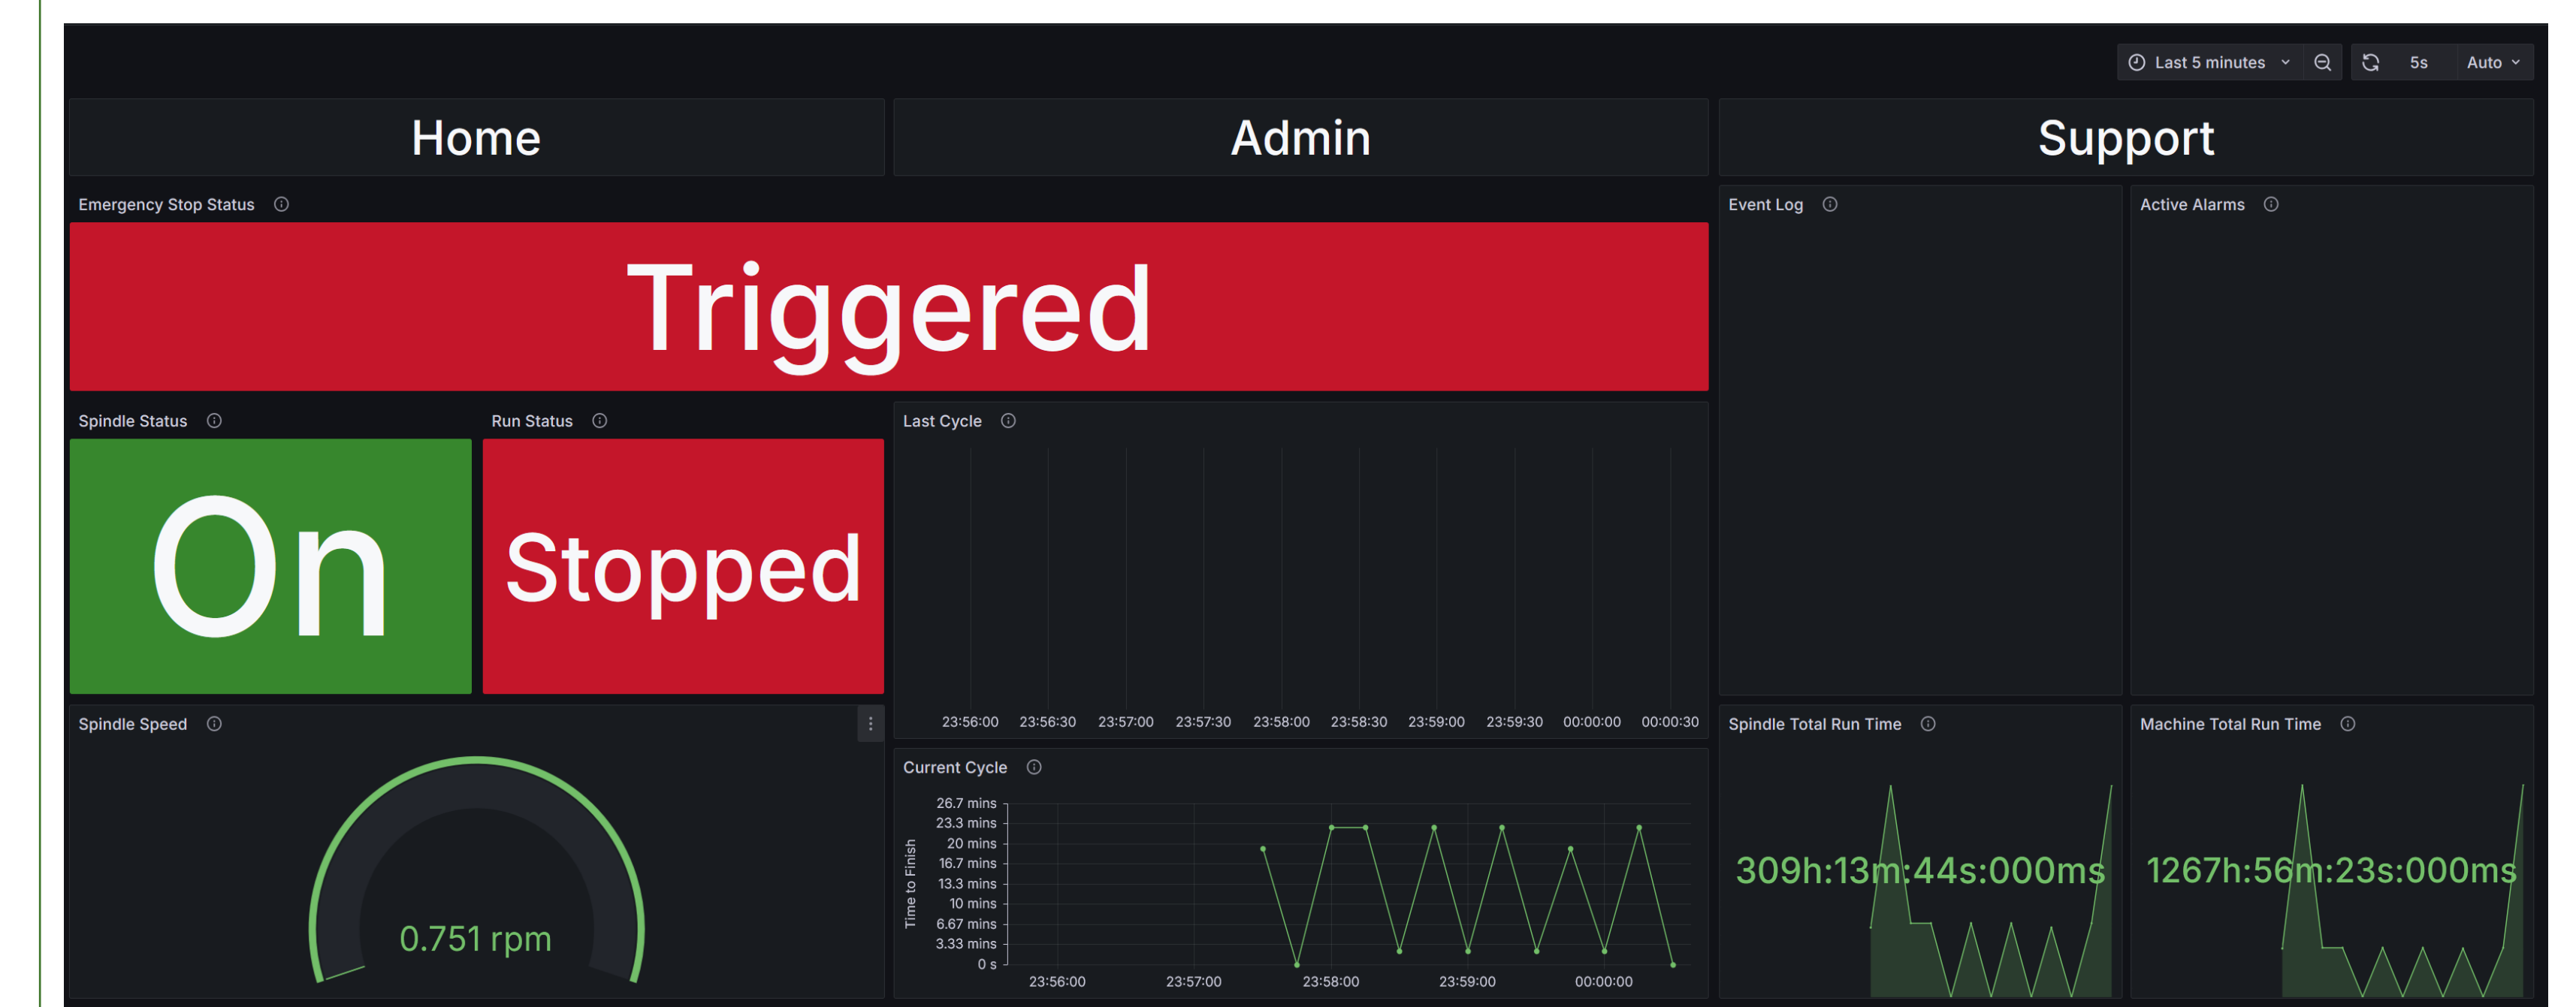 Last 5 minutes
5s
Auto
Home
Admin
Support
Emergency Stop Status
Triggered
Event Log
Active Alarms
Spindle Status
On
Run Status
Stopped
Last Cycle
23:56:00 23:56:30 23:57:00 23:57:30 23:58:00 23:58:30 23:59:00 23:59:30 00:00:00 00:00:30
Spindle Speed
0.751 rpm
Current Cycle
Time to Finish
26.7 mins
23.3 mins
20 mins
16.7 mins
13.3 mins
10 mins
6.67 mins
3.33 mins
0 s
23:56:00 23:57:00 23:58:00 23:59:00 00:00:00
Spindle Total Run Time
309h:13m:44s:000ms
Machine Total Run Time
1267h:56m:23s:000ms